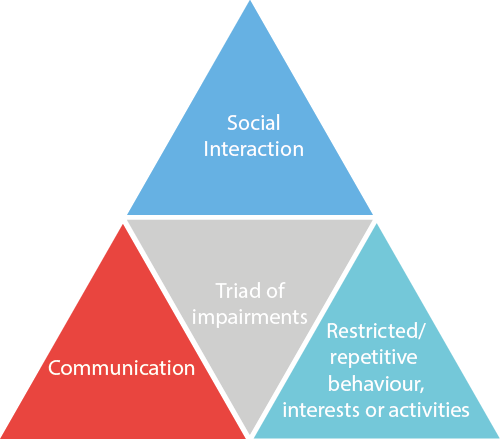 Social
Interaction
Triad of
impairments
Communication
Restricted/
repetitive
behaviour,
interests or activities